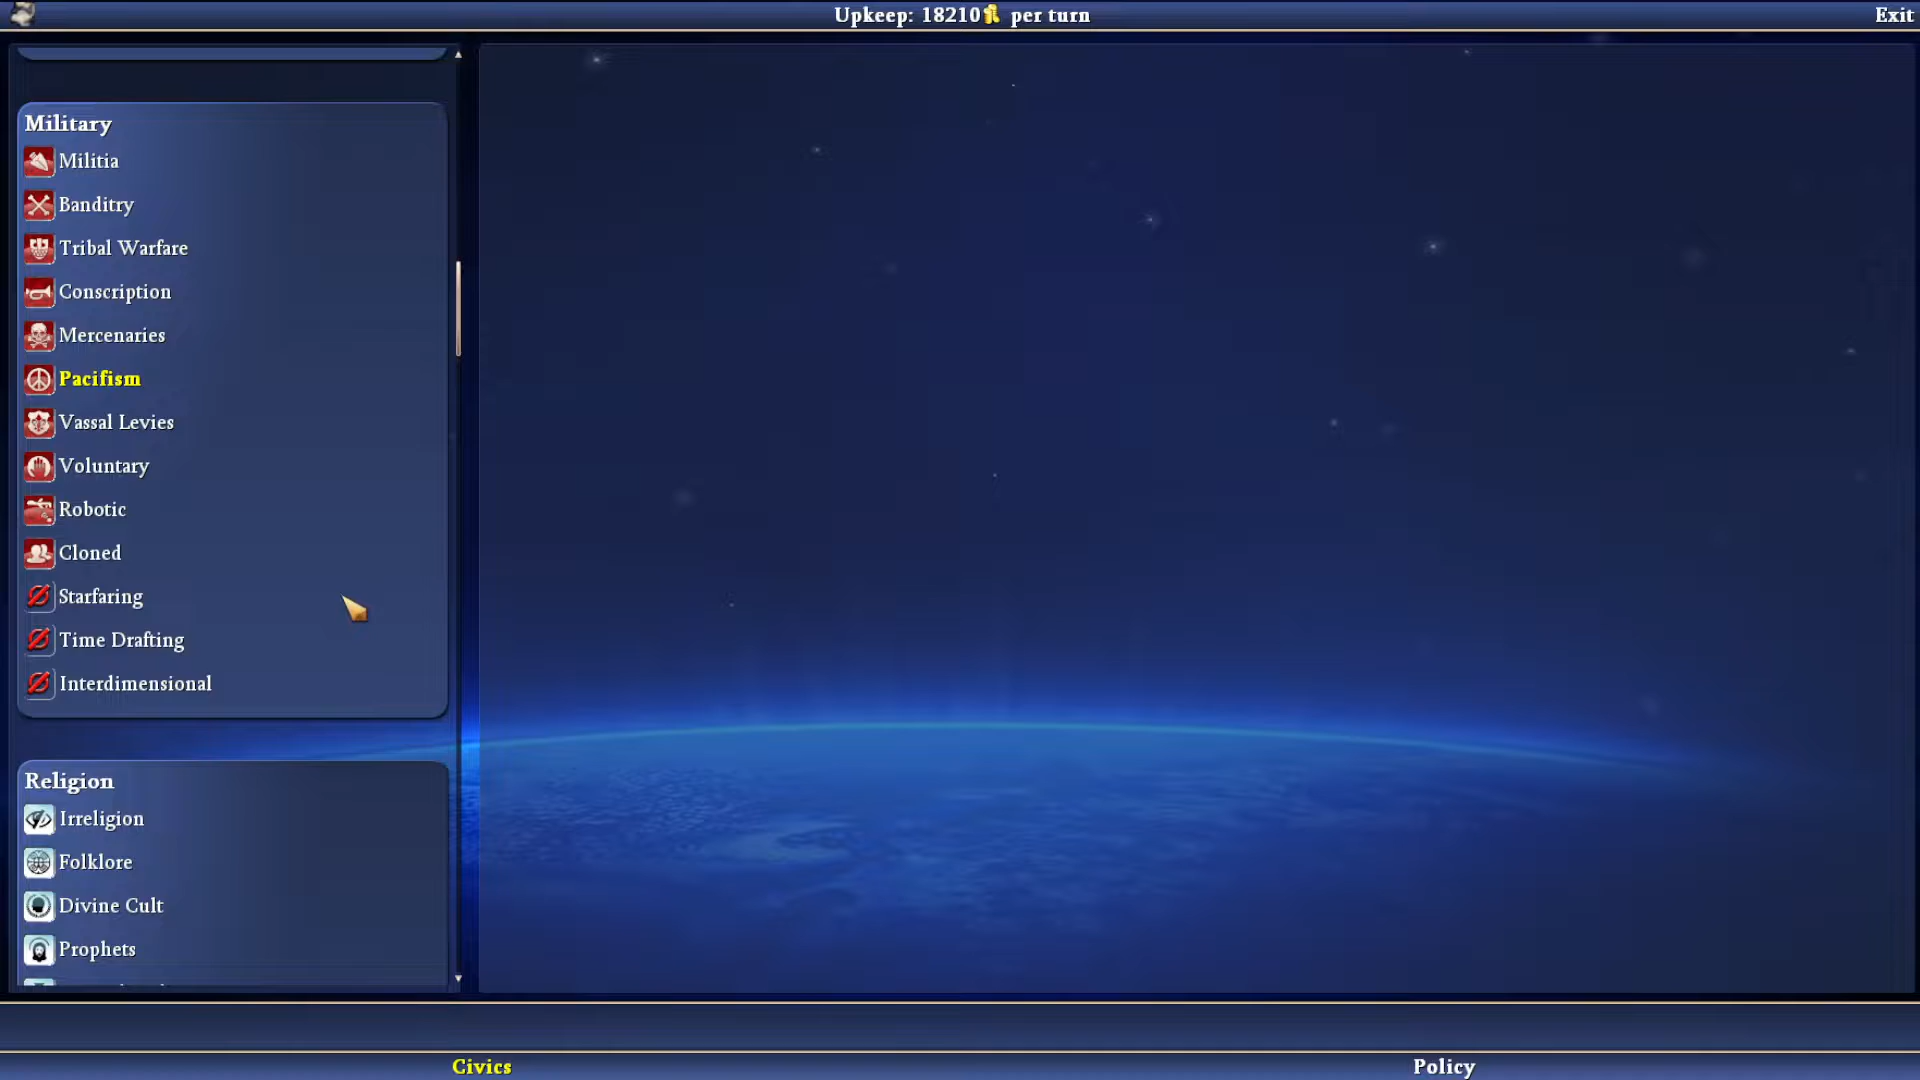 Upkeep: 18210 per turn
Exit
Military
Militia
Banditry
Tribal Warfare
Conscription
Mercenaries
Pacifism
Vassal Levies
Voluntary
Robotic
Cloned
Starfaring
Time Drafting
Interdimensional
Religion
Irreligion
Folklore
Divine Cult
Prophets
Civics
Policy